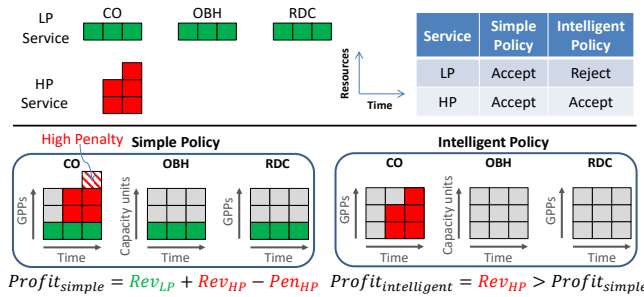 LP Service
CO
OBH
RDC
HP Service
Resources
Time
Service Simple Policy Intelligent Policy
LP Accept Reject
HP Accept Accept
High Penalty
Simple Policy
CO OBH RDC
GPPs
Capacity units
GPPs
Time Time Time
Intelligent Policy
CO OBH RDC
GPPs
Capacity units
GPPs
Time Time Time
Profit_simple = Rev_LP + Rev_HP − Pen_HP
Profit_intelligent = Rev_HP > Profit_simple